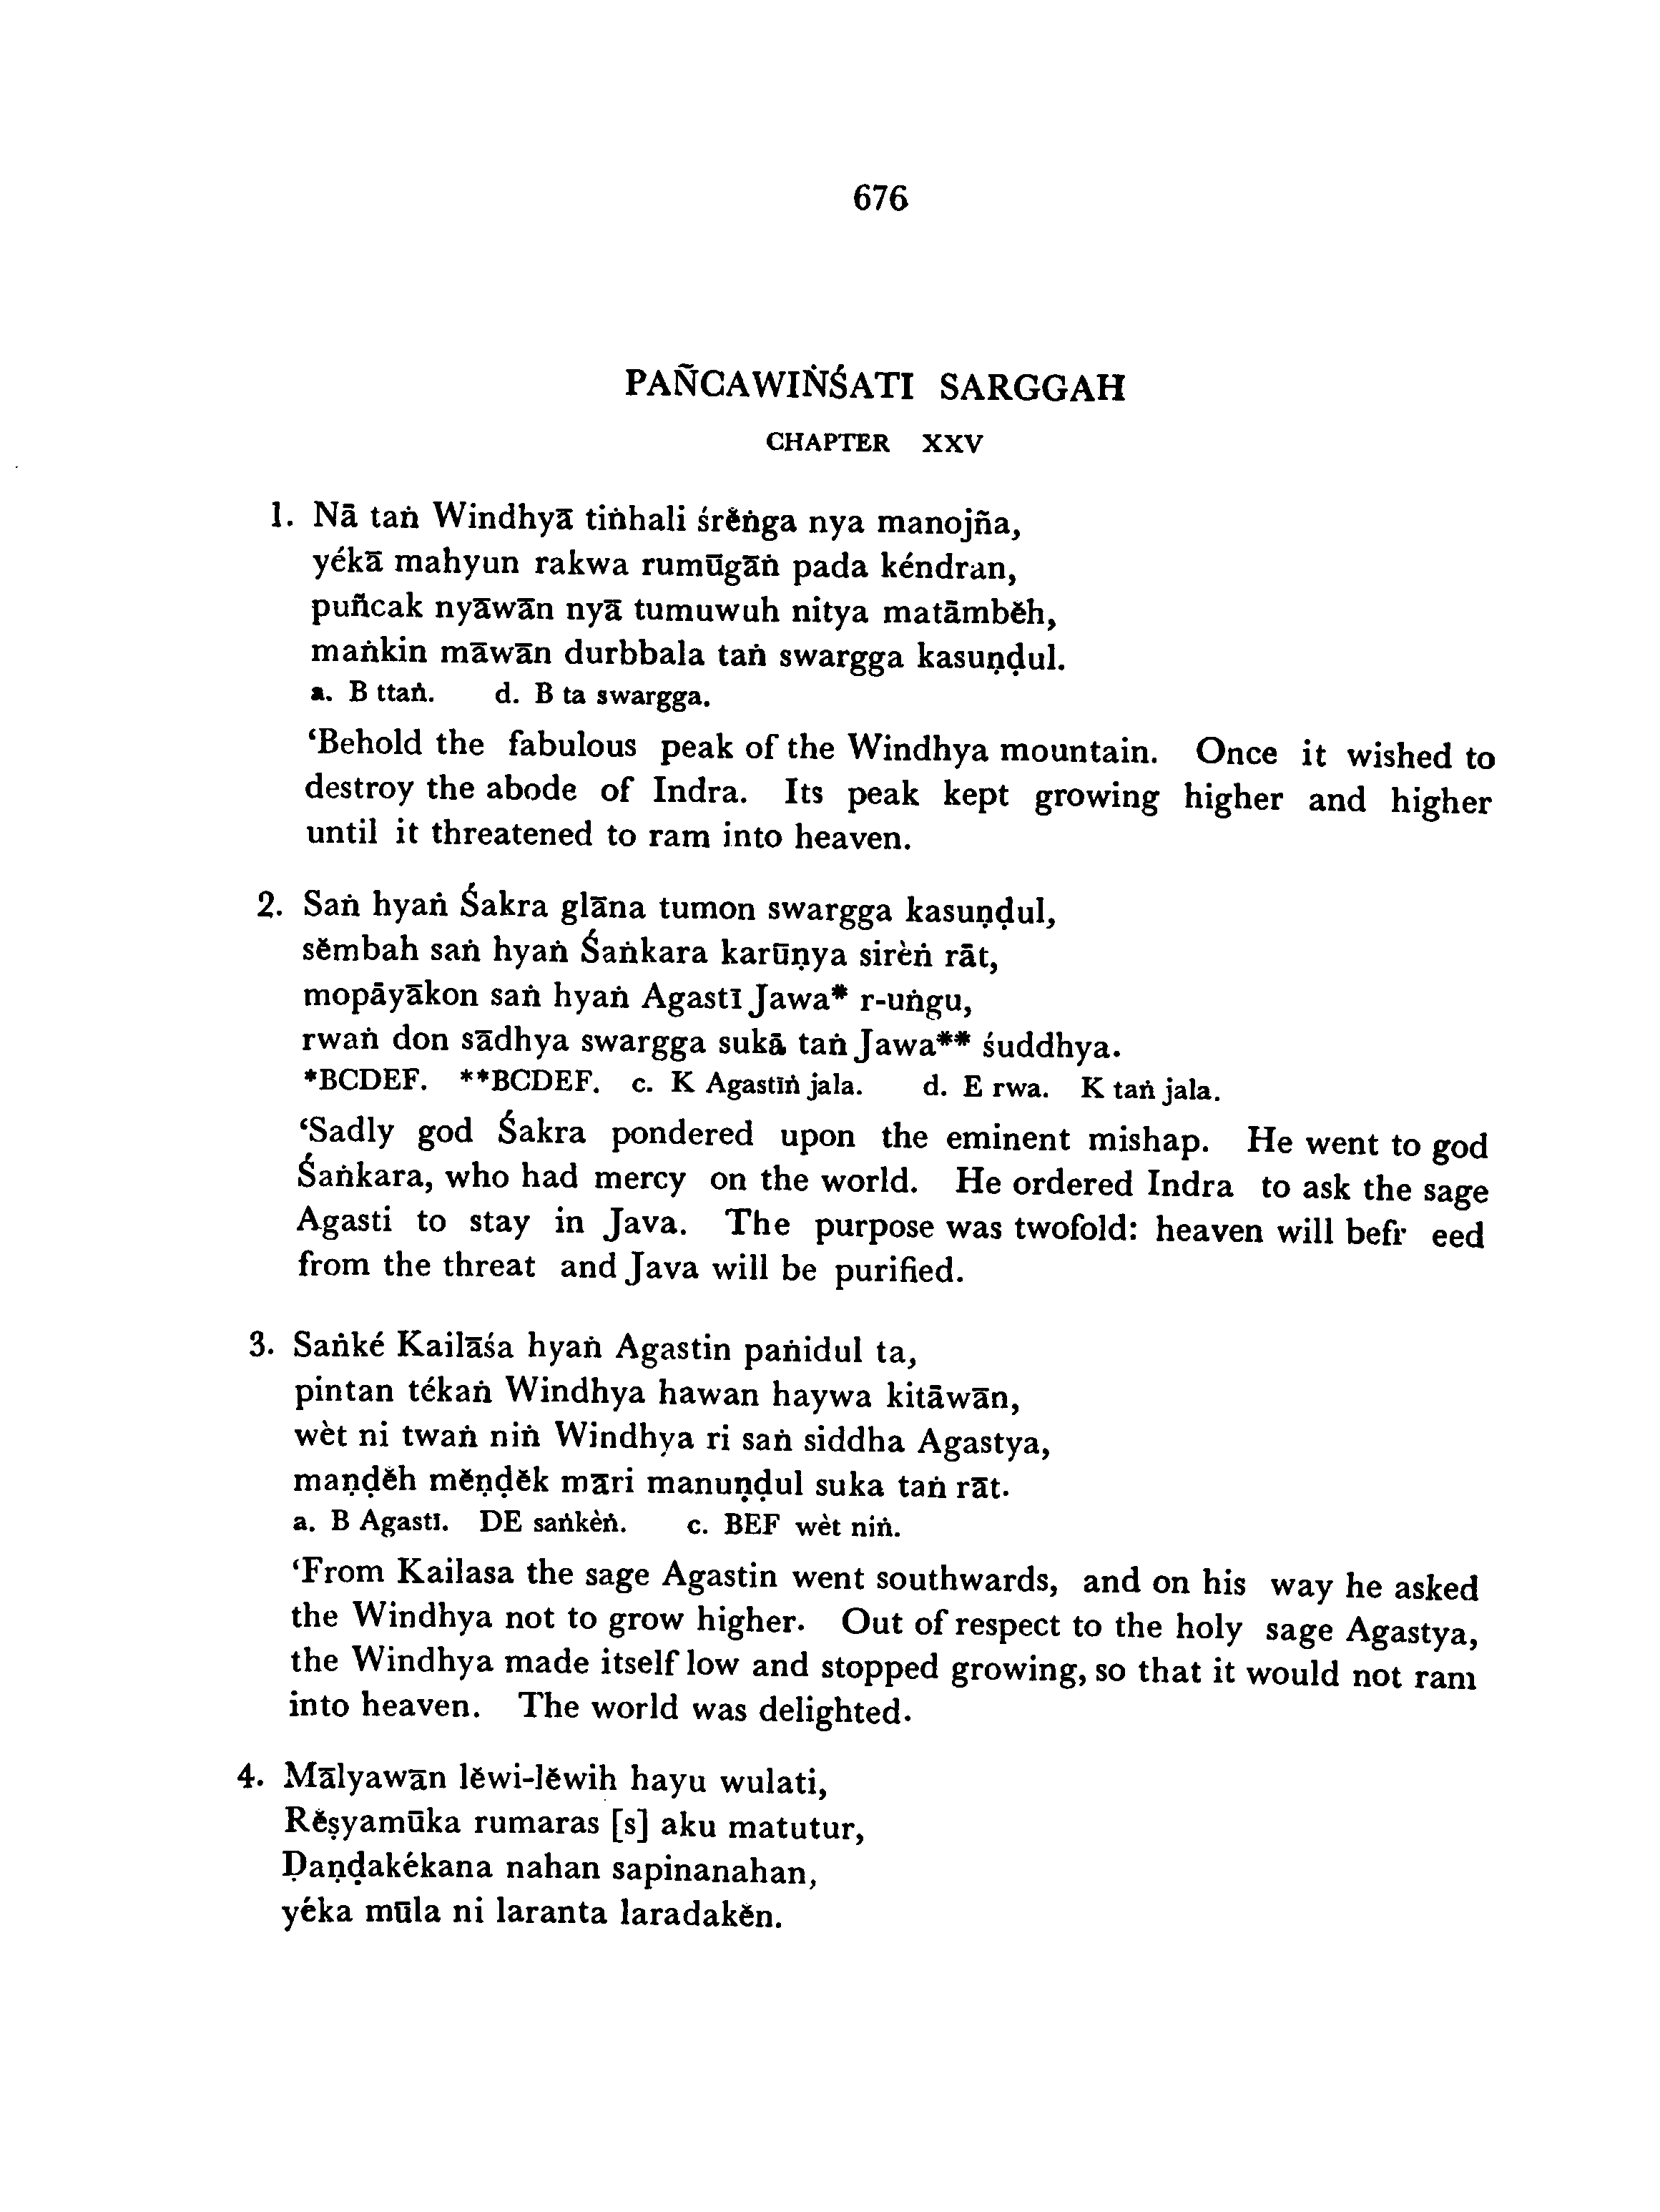 676
PAÑCAWIṄŚATI SARGGAH
CHAPTER XXV
1. Nā taṅ Windhyā tiṅhali śrĕṅga nya manojña,
yékā mahyun rakwa rumūgāṅ pada kéndran,
puñcak nyāwān nyā tumuwuh nitya matāmbĕh,
maṅkin māwān durbbala taṅ swargga kasuṇḍul.
a. B ttaṅ. d. B ta swargga.
‘Behold the fabulous peak of the Windhya mountain. Once it wished to
destroy the abode of Indra. Its peak kept growing higher and higher
until it threatened to ram into heaven.
2. Saṅ hyaṅ Śakra glāna tumon swargga kasuṇḍul,
sĕmbah saṅ hyaṅ Śaṅkara karūṇya sirèṅ rāt,
mopāyākon saṅ hyaṅ Agastī Jawa* r-uṅgu,
rwaṅ don sādhya swargga sukā taṅ Jawa** śuddhya.
*BCDEF. **BCDEF. c. K Agastīṅ jala. d. E rwa. K taṅ jala.
‘Sadly god Śakra pondered upon the eminent mishap. He went to god
Śaṅkara, who had mercy on the world. He ordered Indra to ask the sage
Agasti to stay in Java. The purpose was twofold: heaven will befr eed
from the threat and Java will be purified.
3. Saṅké Kailāśa hyaṅ Agastin paṅidul ta,
pintan tékaṅ Windhya hawan haywa kitāwān,
wèt ni twaṅ niṅ Windhya ri saṅ siddha Agastya,
maṇḍĕh mĕṇḍĕk māri manuṇḍul suka taṅ rāt.
a. B Agastī. DE saṅkèṅ. c. BEF wèt niṅ.
‘From Kailasa the sage Agastin went southwards, and on his way he asked
the Windhya not to grow higher. Out of respect to the holy sage Agastya,
the Windhya made itself low and stopped growing, so that it would not ram
into heaven. The world was delighted.
4. Mālyawān lĕwi-lĕwih hayu wulati,
Rĕṣyamūka rumaras [s] aku matutur,
Ḍaṇḍakékana nahan sapinanahan,
yéka mūla ni laranta laradakĕn.